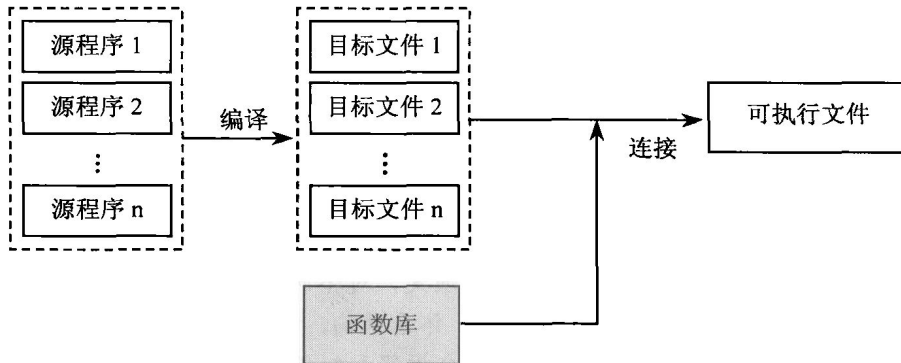 源程序 1
源程序 2
⋮
源程序 n
编译
目标文件 1
目标文件 2
⋮
目标文件 n
连接
可执行文件
函数库